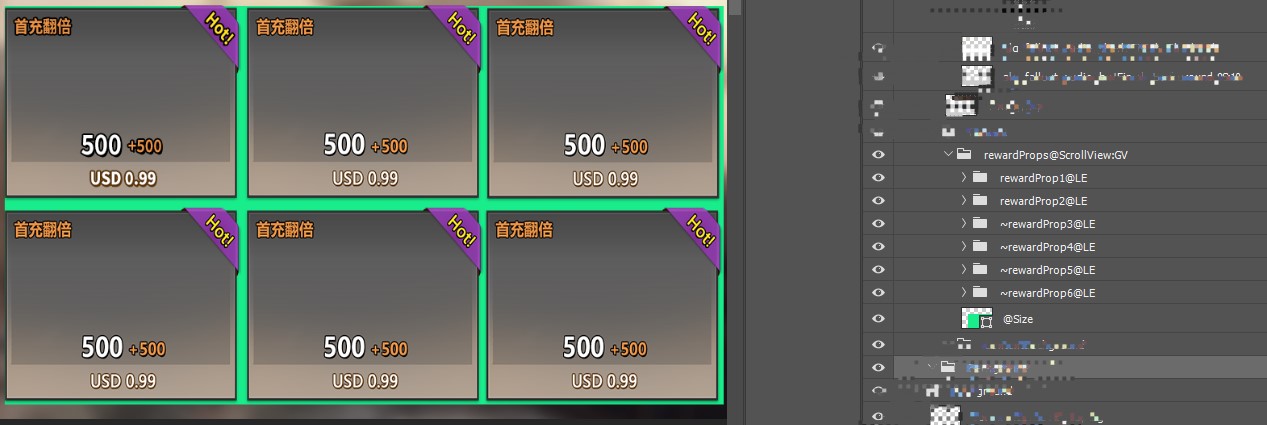 首充翻倍
Hot!
首充翻倍
Hot!
首充翻倍
Hot!
500 +500
500 +500
500 +500
USD 0.99
USD 0.99
USD 0.99
首充翻倍
Hot!
首充翻倍
Hot!
首充翻倍
Hot!
500 +500
500 +500
500 +500
USD 0.99
USD 0.99
USD 0.99
rewardProps@ScrollView:GV
rewardProp1@LE
rewardProp2@LE
~rewardProp3@LE
~rewardProp4@LE
~rewardProp5@LE
~rewardProp6@LE
@Size